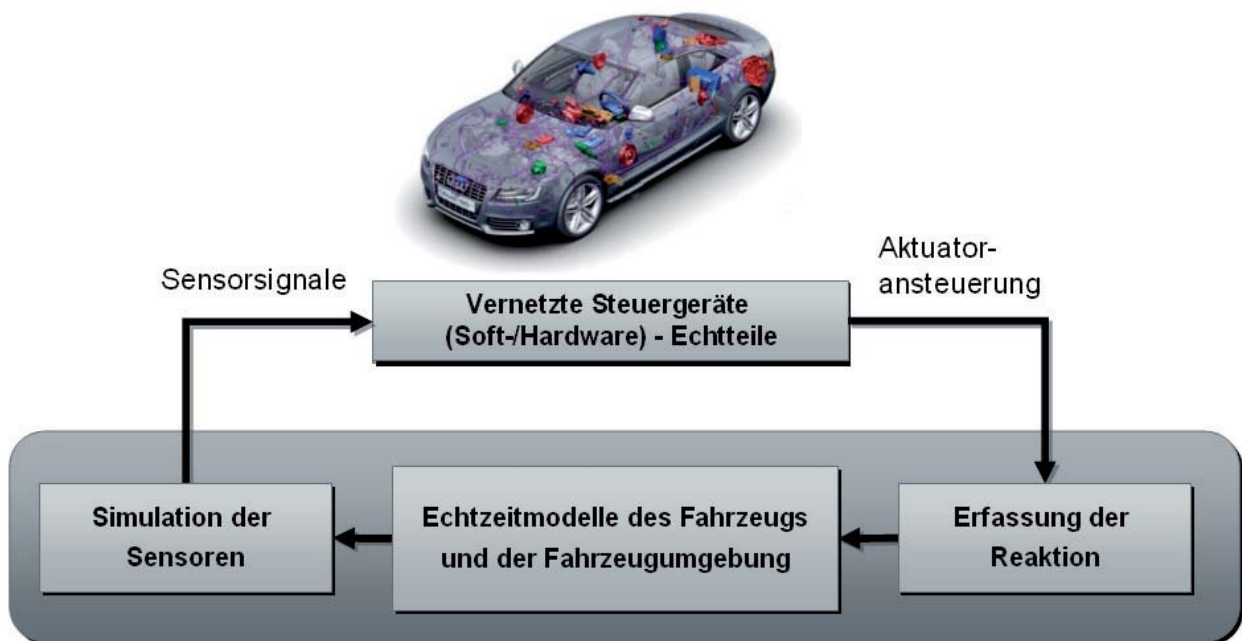 Sensorsignale
Aktuator-
ansteuerung
Vernetzte Steuergeräte
(Soft-/Hardware) - Echtteile
Simulation der
Sensoren
Echtzeitmodelle des Fahrzeugs
und der Fahrzeugumgebung
Erfassung der
Reaktion